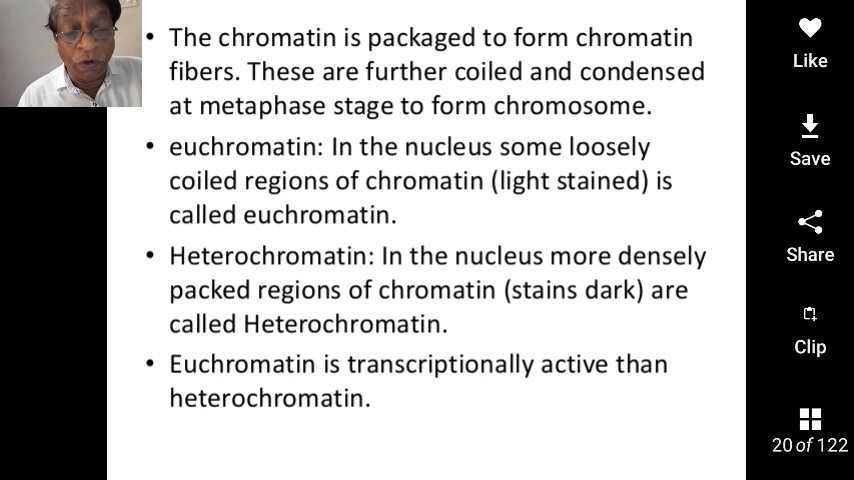 • The chromatin is packaged to form chromatin
fibers. These are further coiled and condensed
at metaphase stage to form chromosome.
• euchromatin: In the nucleus some loosely
coiled regions of chromatin (light stained) is
called euchromatin.
• Heterochromatin: In the nucleus more densely
packed regions of chromatin (stains dark) are
called Heterochromatin.
• Euchromatin is transcriptionally active than
heterochromatin.
Like
Save
Share
Clip
20 of 122